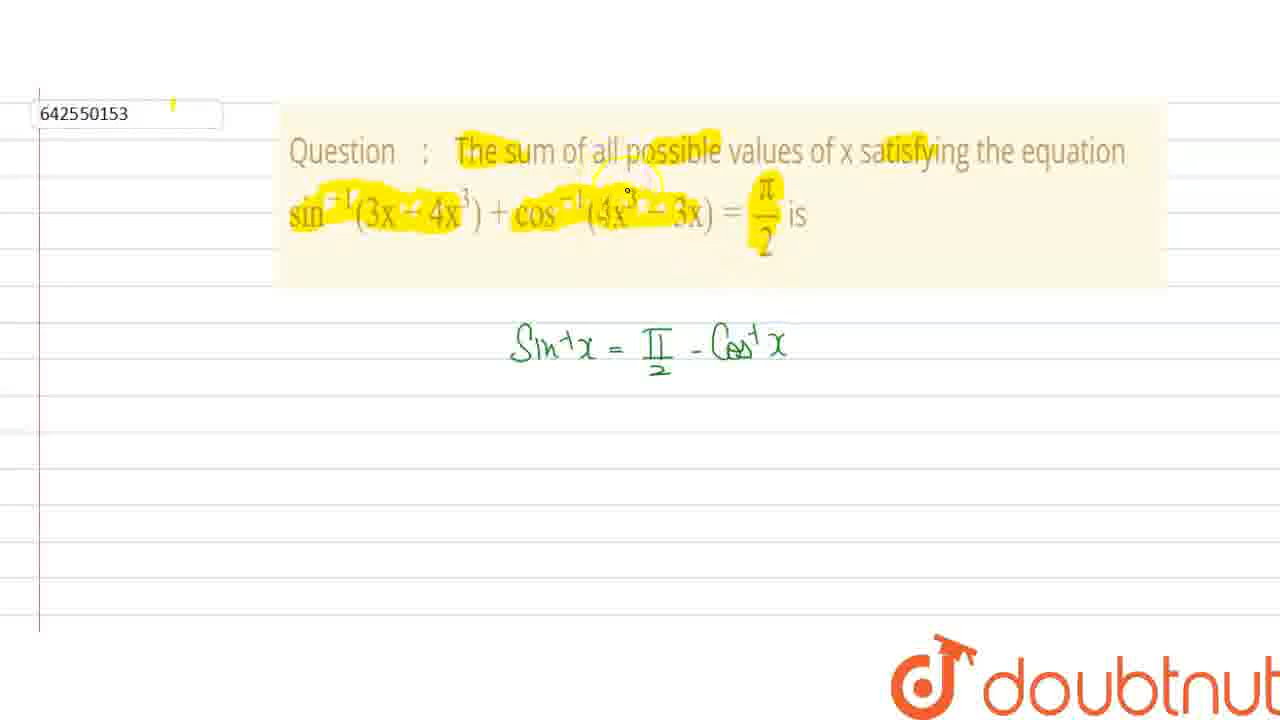 642550153
Question : The sum of all possible values of x satisfying the equation
sin⁻¹(3x − 4x³) + cos⁻¹(4x³ − 3x) = π/2 is
Sin⁻¹x = π/2 - Cos⁻¹x
doubtnut